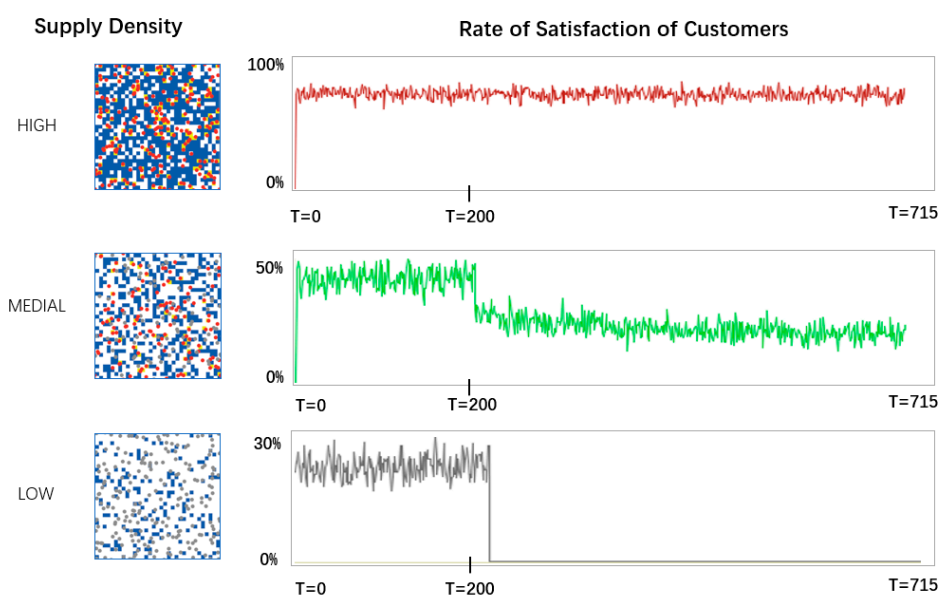 Supply Density
Rate of Satisfaction of Customers
HIGH
100%
0%
T=0
T=200
T=715
MEDIAL
50%
0%
T=0
T=200
T=715
LOW
30%
0%
T=0
T=200
T=715